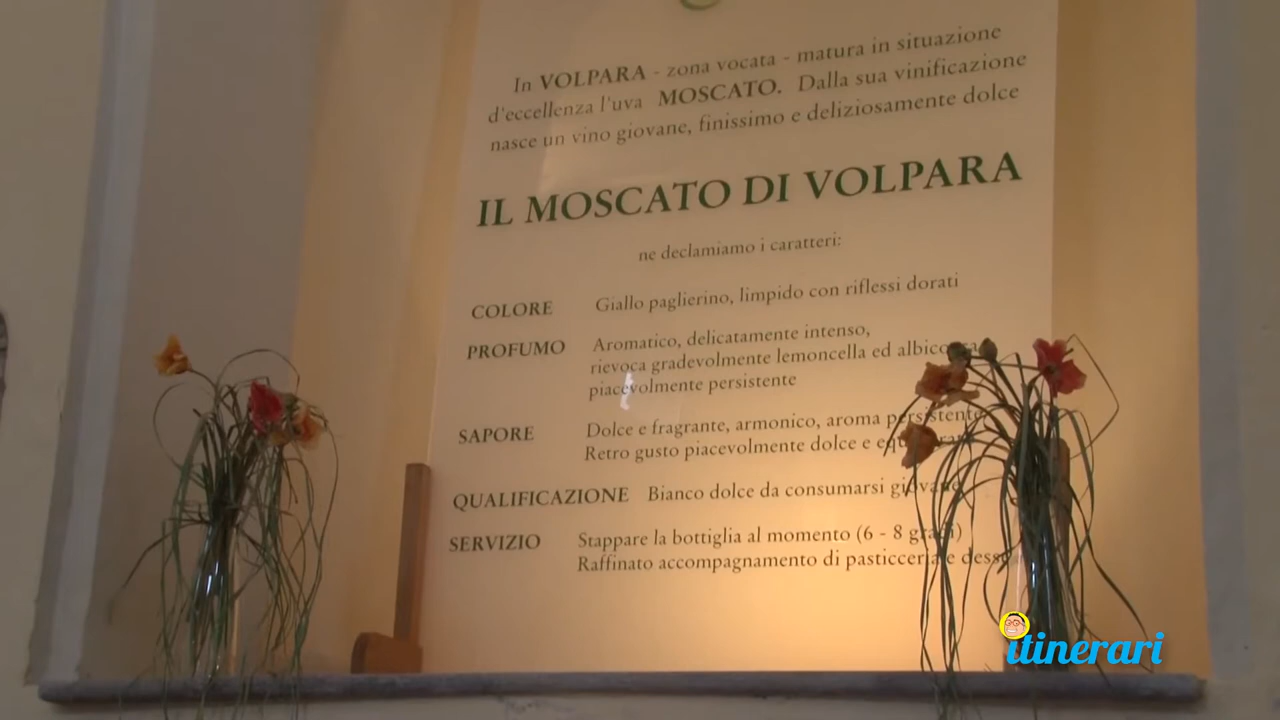 In VOLPARA - zona vocata - matura in situazione
d'eccellenza l'uva MOSCATO. Dalla sua vinificazione
nasce un vino giovane, finissimo e deliziosamente dolce
IL MOSCATO DI VOLPARA
ne declamiamo i caratteri:
COLORE Giallo paglierino, limpido con riflessi dorati
PROFUMO Aromatico, delicatamente intenso,
rievoca gradevolmente lemoncella ed
piacevolmente persistente
SAPORE Dolce e fragrante, armonico, aroma persistente
Retro gusto piacevolmente dolce e
QUALIFICAZIONE Bianco dolce da consumarsi giovane
SERVIZIO Stappare la bottiglia al momento (6 - 8 gradi)
Raffinato accompagnamento di pasticceria e
itinerari